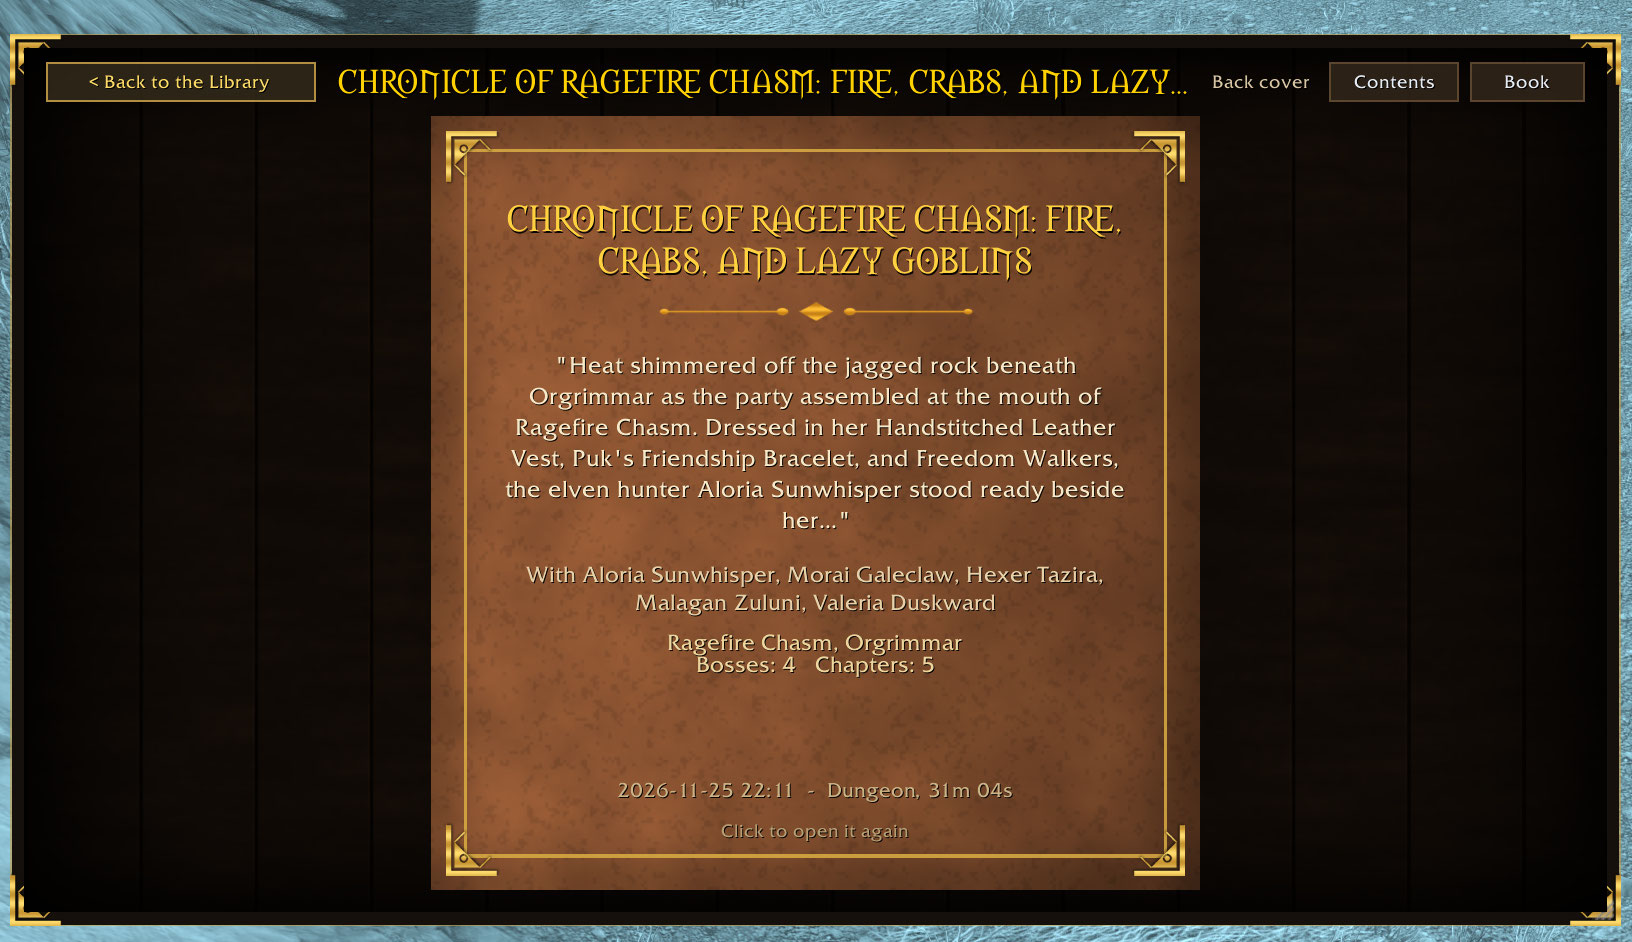 < Back to the Library
CHRONICLE OF RAGEFIRE CHASM: FIRE, CRABS, AND LAZY...
Back cover
Contents
Book
CHRONICLE OF RAGEFIRE CHASM: FIRE,
CRABS, AND LAZY GOBLINS
"Heat shimmered off the jagged rock beneath
Orgrimmar as the party assembled at the mouth of
Ragefire Chasm. Dressed in her Handstitched Leather
Vest, Puk's Friendship Bracelet, and Freedom Walkers,
the elven hunter Aloria Sunwhisper stood ready beside
her..."
With Aloria Sunwhisper, Morai Galeclaw, Hexer Tazira,
Malagan Zuluni, Valeria Duskward
Ragefire Chasm, Orgrimmar
Bosses: 4 Chapters: 5
2026-11-25 22:11 - Dungeon, 31m 04s
Click to open it again